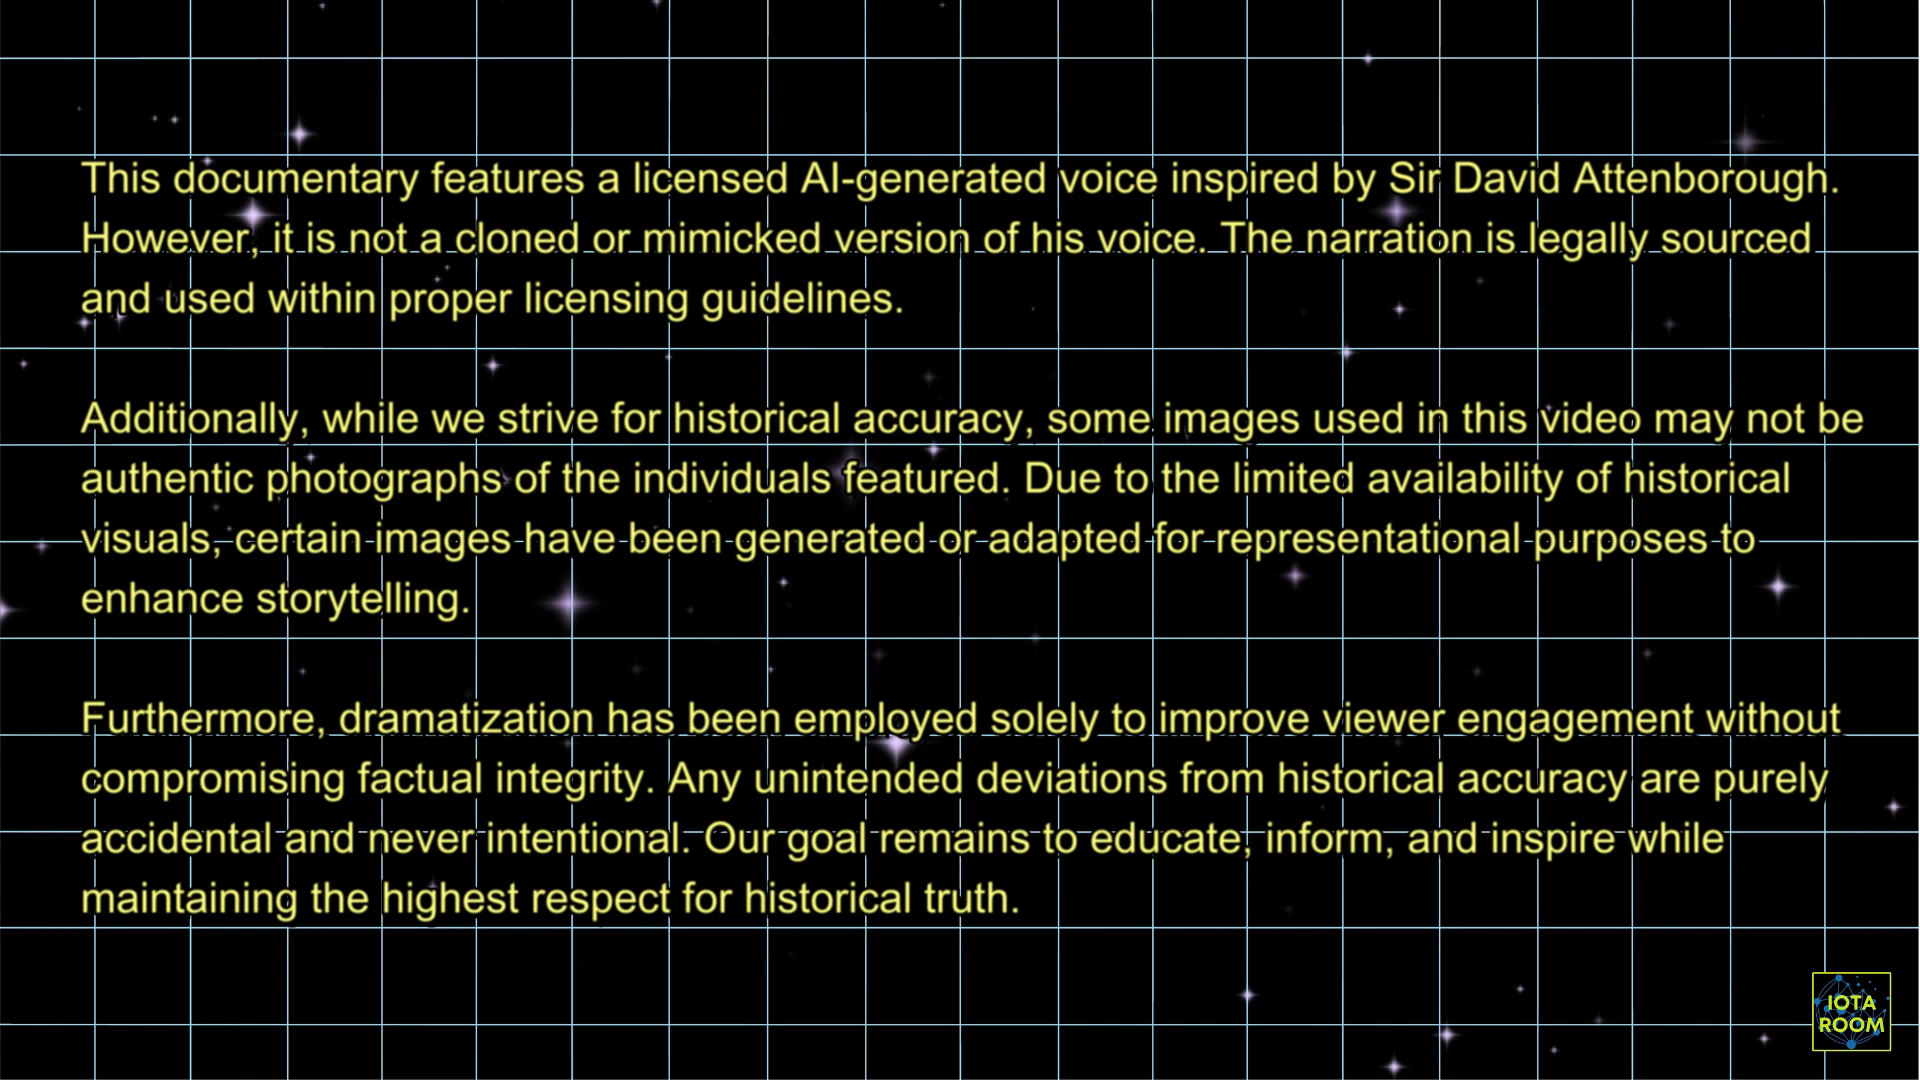 This documentary features a licensed AI-generated voice inspired by Sir David Attenborough.
However, it is not a cloned or mimicked version of his voice. The narration is legally sourced
and used within proper licensing guidelines.
Additionally, while we strive for historical accuracy, some images used in this video may not be
authentic photographs of the individuals featured. Due to the limited availability of historical
visuals, certain images have been generated or adapted for representational purposes to
enhance storytelling.
Furthermore, dramatization has been employed solely to improve viewer engagement without
compromising factual integrity. Any unintended deviations from historical accuracy are purely
accidental and never intentional. Our goal remains to educate, inform, and inspire while
maintaining the highest respect for historical truth.
IOTA
ROOM